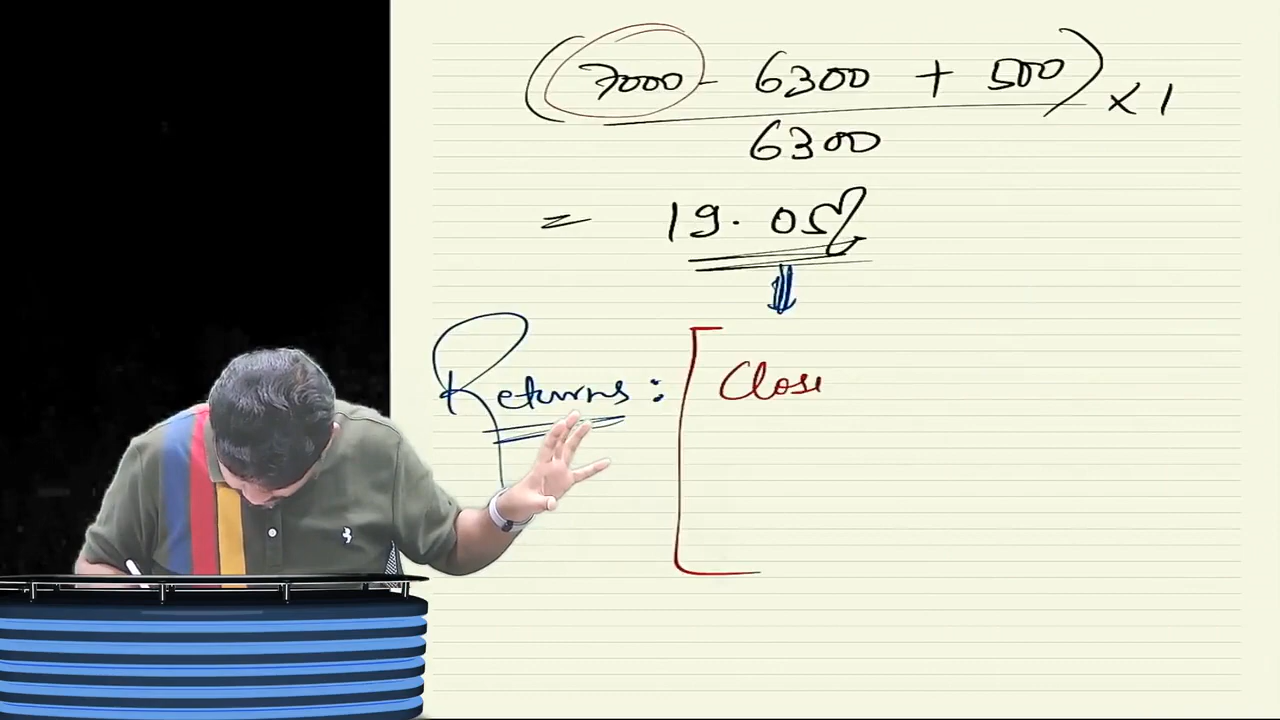 (7000 - 6300 + 500) × 1
6300
= 19.05%
Returns : [ Close